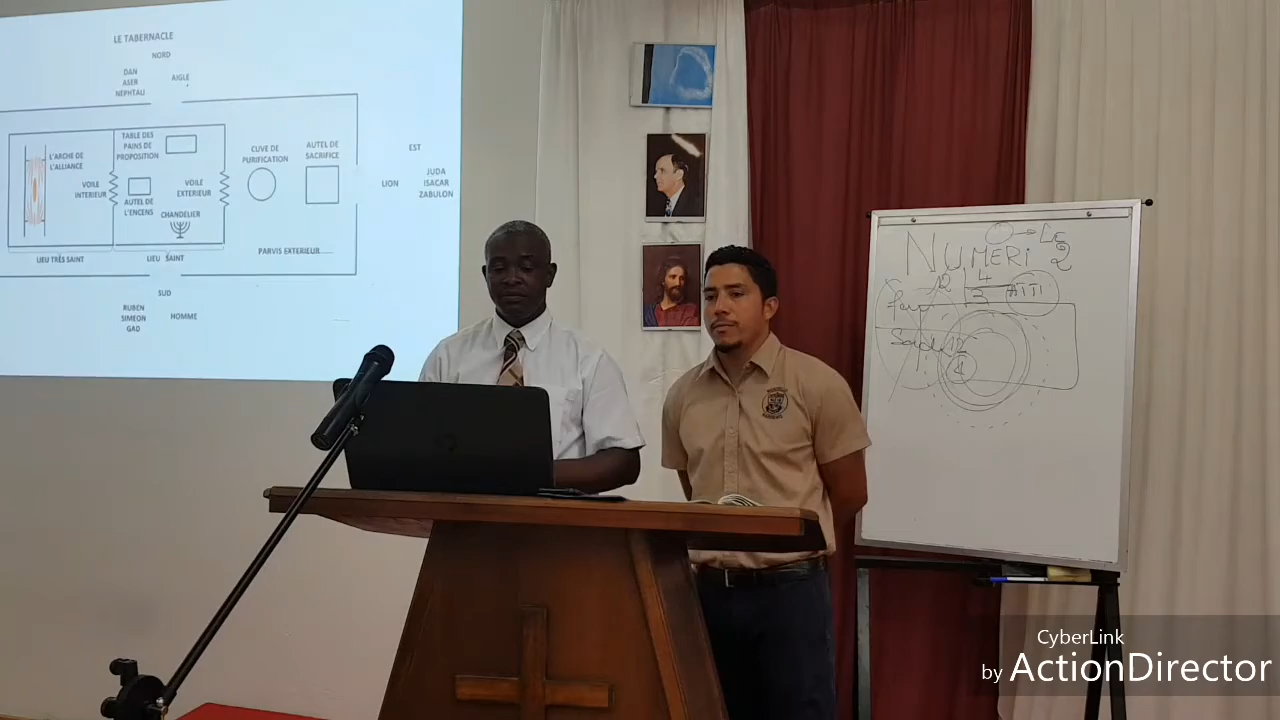 LE TABERNACLE
NORD
DAN
ASER
NEPHTALI
AIGLE
L'ARCHE DE
L'ALLIANCE
VOILE
INTERIEUR
TABLE DES
PAINS DE
PROPOSITION
AUTEL DE
L'ENCENS
VOILE
EXTERIEUR
CHANDELIER
CUVE DE
PURIFICATION
AUTEL DE
SACRIFICE
EST
LION
JUDA
ISACAR
ZABULON
LIEU TRÈS SAINT
LIEU SAINT
PARVIS EXTERIEUR
SUD
RUBEN
SIMEON
GAD
HOMME
NUMERI 2
12
4
3
ATTI
CyberLink
by ActionDirector